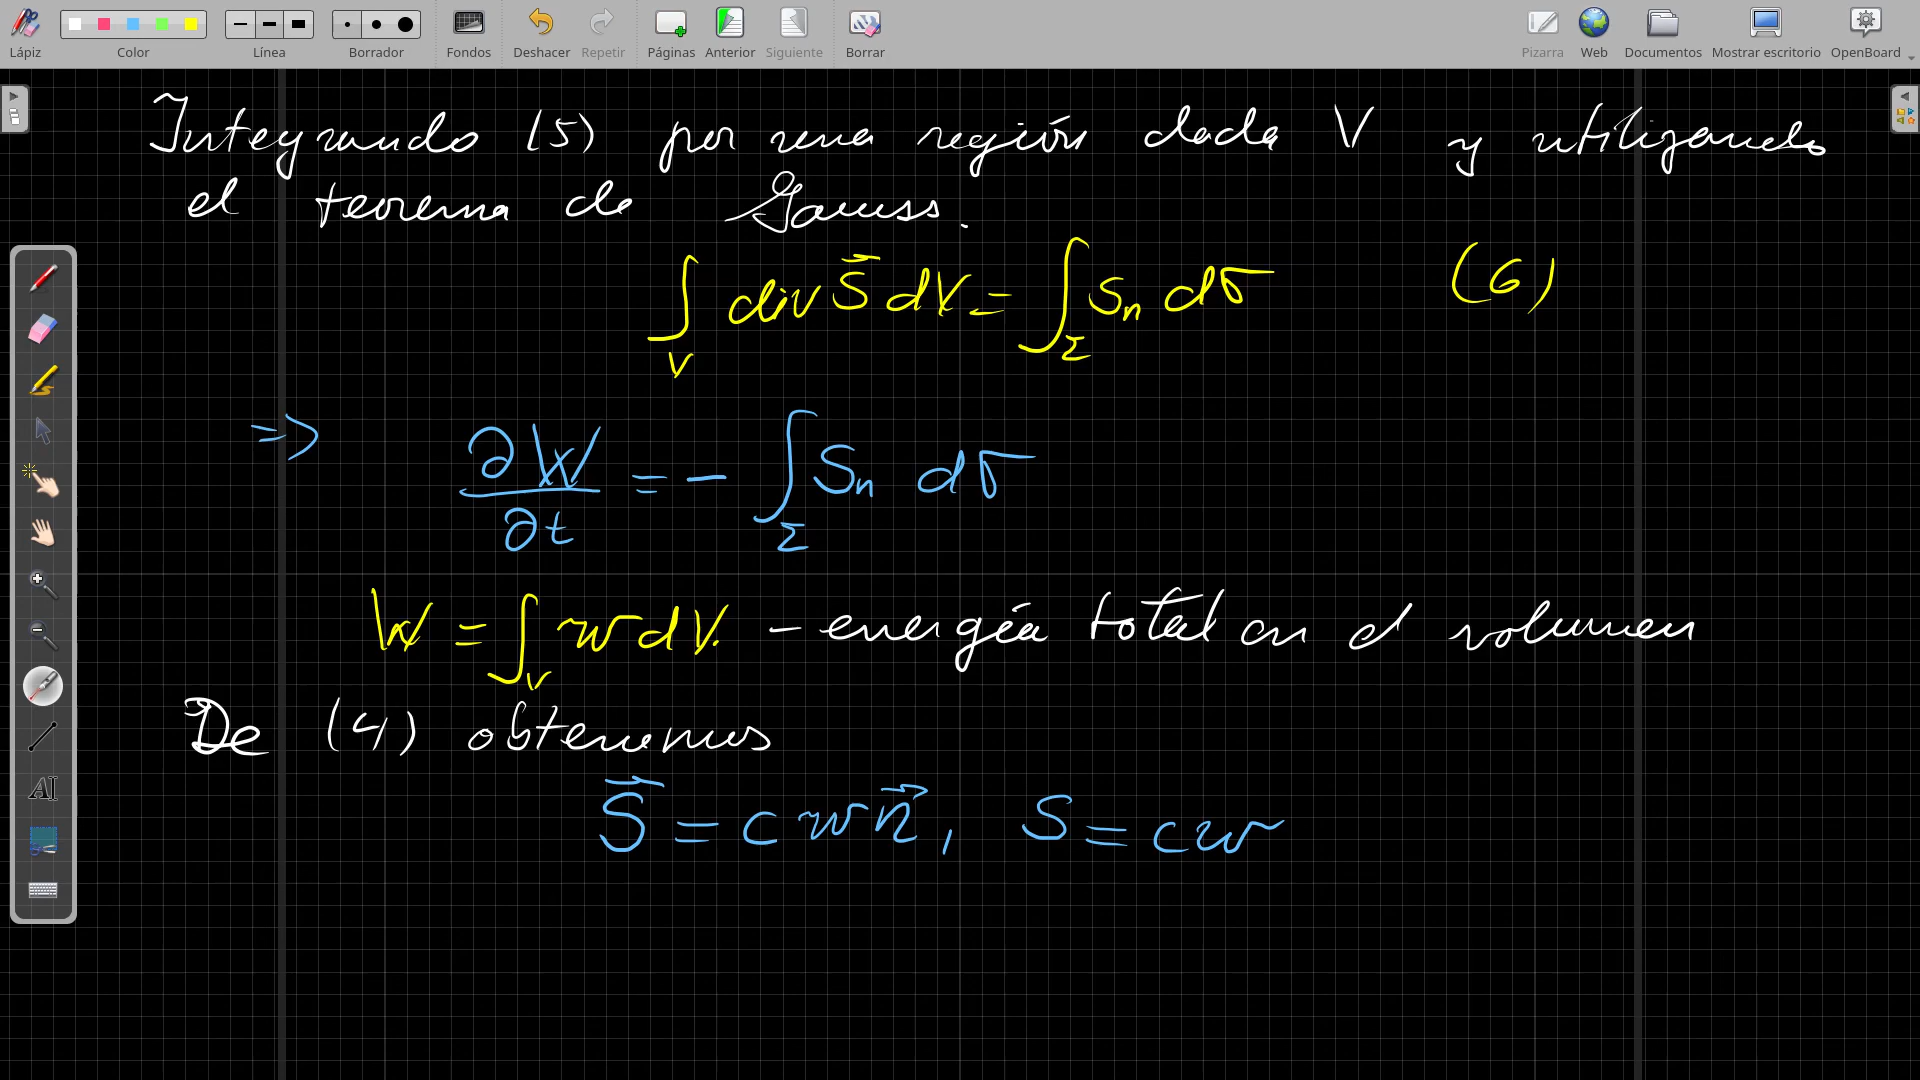 Lápiz Color Línea Borrador Fondos Deshacer Repetir Páginas Anterior Siguiente Borrar Pizarra Web Documentos Mostrar escritorio OpenBoard
Integrando (5) por una región dada V y utilizando
el teorema de Gauss.
∫_V div S⃗ dV = ∫_Σ Sₙ dσ (6)
=> ∂W/∂t = - ∫_Σ Sₙ dσ
W = ∫_V w dV. - energía total en el volumen
De (4) obtenemos
S⃗ = c w n⃗, S = cw